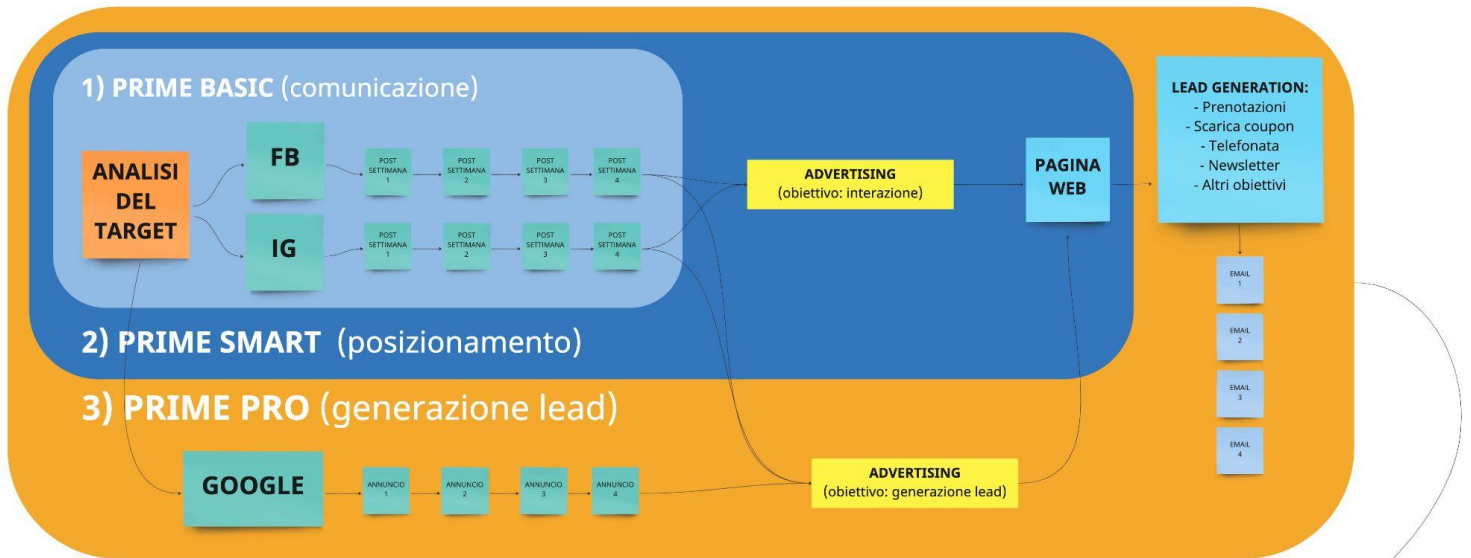 1) PRIME BASIC (comunicazione)
ANALISI
DEL
TARGET
FB
POST
SETTIMANA
1
POST
SETTIMANA
2
POST
SETTIMANA
3
POST
SETTIMANA
4
IG
POST
SETTIMANA
1
POST
SETTIMANA
2
POST
SETTIMANA
3
POST
SETTIMANA
4
ADVERTISING
(obiettivo: interazione)
PAGINA
WEB
LEAD GENERATION:
- Prenotazioni
- Scarica coupon
- Telefonata
- Newsletter
- Altri obiettivi
EMAIL
1
EMAIL
2
EMAIL
3
EMAIL
4
2) PRIME SMART (posizionamento)
3) PRIME PRO (generazione lead)
GOOGLE
ANNUNCIO
1
ANNUNCIO
2
ANNUNCIO
3
ANNUNCIO
4
ADVERTISING
(obiettivo: generazione lead)